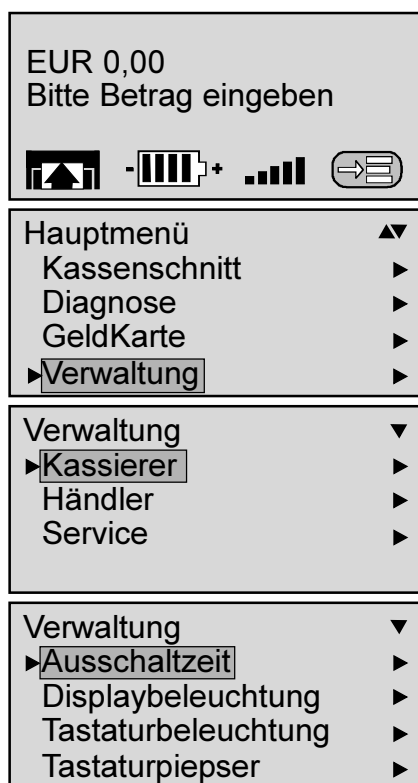 EUR 0,00
Bitte Betrag eingeben
Hauptmenü
Kassenschnitt
Diagnose
GeldKarte
Verwaltung
Verwaltung
Kassierer
Händler
Service
Verwaltung
Ausschaltzeit
Displaybeleuchtung
Tastaturbeleuchtung
Tastaturpiepser